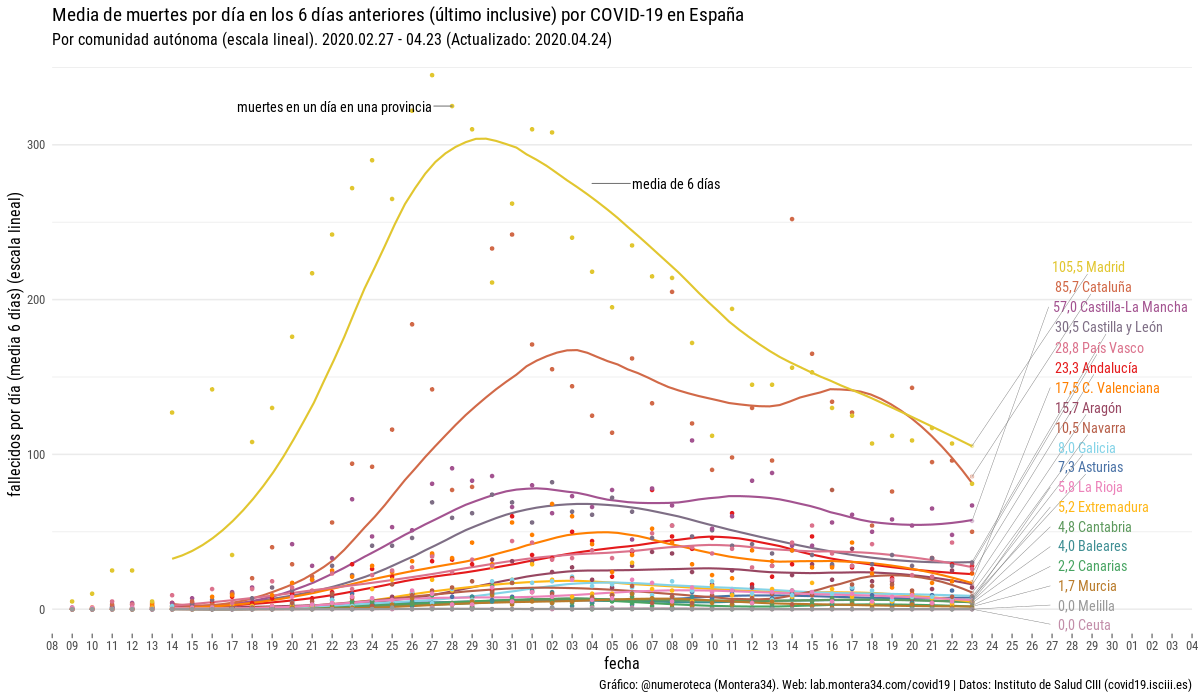 Media de muertes por día en los 6 días anteriores (último inclusive) por COVID-19 en España
Por comunidad autónoma (escala lineal). 2020.02.27 - 04.23 (Actualizado: 2020.04.24)
muertes en un día en una provincia
300
media de 6 días
fallecidos por día (media 6 días) (escala lineal)
105,5 Madrid
85,7 Cataluña
200
57,0 Castilla-La Mancha
30,5 Castilla y León
28,8 País Vasco
23,3 Andalucía
17,5 C. Valenciana
15,7 Aragón
10,5 Navarra
8,0 Galicia
100
7,3 Asturias
5,8 La Rioja
5,2 Extremadura
4,8 Cantabria
4,0 Baleares
2,2 Canarias
1,7 Murcia
0,0 Melilla
0
0,0 Ceuta
08 09 10 11 12 13 14 15 16 17 18 19 20 21 22 23 24 25 26 27 28 29 30 31 01 02 03 04 05 06 07 08 09 10 11 12 13 14 15 16 17 18 19 20 21 22 23 24 25 26 27 28 29 30 01 02 03 04
fecha
Gráfico: @numeroteca (Montera34). Web: lab.montera34.com/covid19 | Datos: Instituto de Salud CIII (covid19.isciii.es)